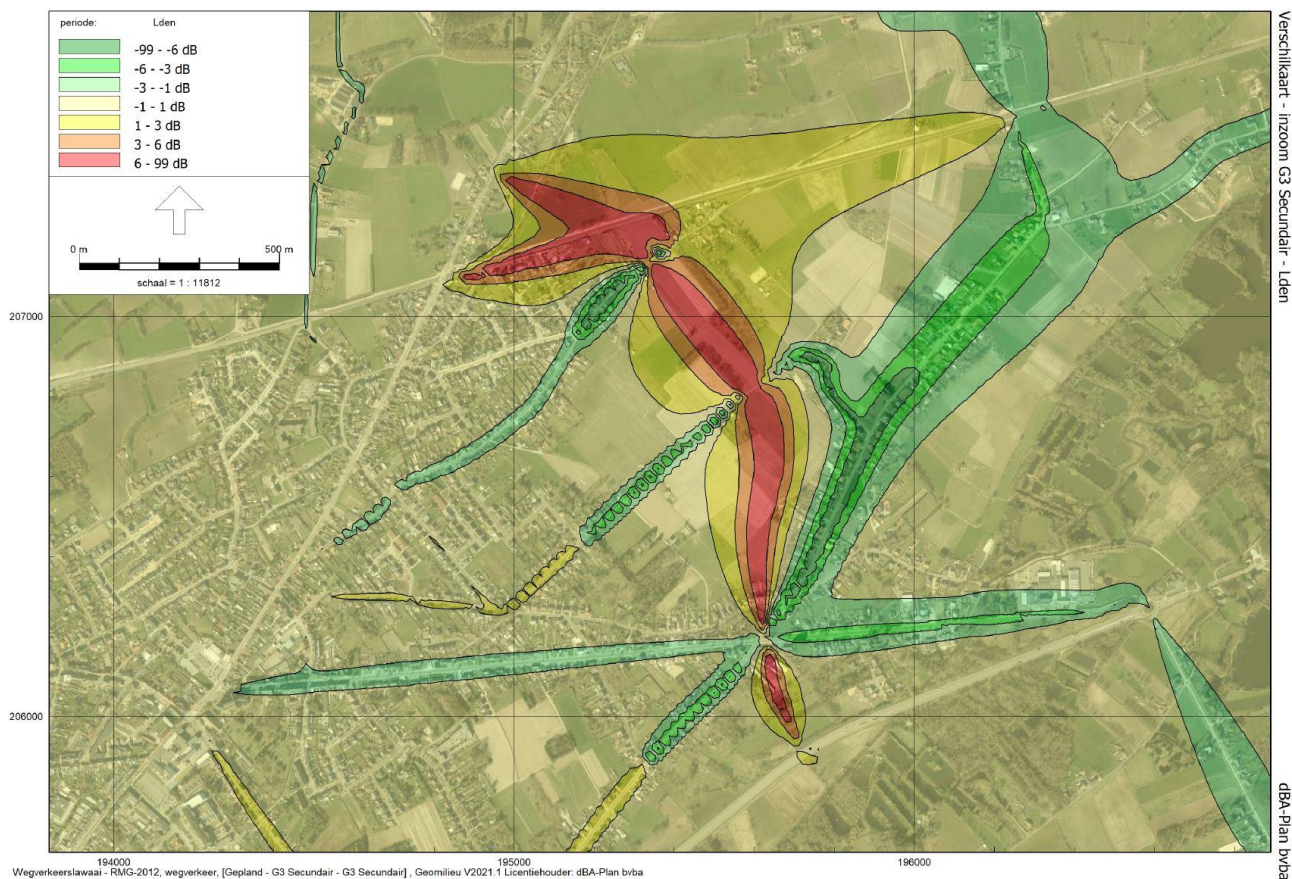 periode: Lden
-99 - -6 dB
-6 - -3 dB
-3 - -1 dB
-1 - 1 dB
1 - 3 dB
3 - 6 dB
6 - 99 dB
0 m 500 m
schaal = 1 : 11812
207000
206000
194000 195000 196000
Wegverkeerslawaai - RMG-2012, wegverkeer, [Gepland - G3 Secundair - G3 Secundair] , Geomilieu V2021.1 Licentiehouder: dBA-Plan bvba
Verschilkaart - inzoom G3 Secundair - Lden
dBA-Plan bvba